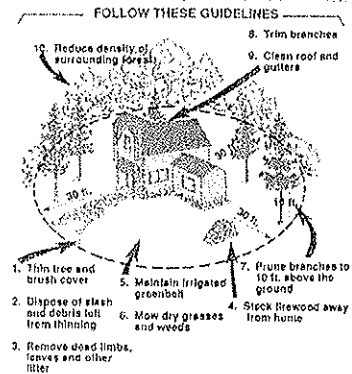 FOLLOW THESE GUIDELINES
8. Trim branches
9. Clean roof and
gutters
10. Reduce density of
surrounding forest
30 ft.
30 ft.
10 ft.
1. Thin tree and
brush cover
2. Dispose of slash
and debris left
from thinning
3. Remove dead limbs,
leaves and other
litter
5. Maintain irrigated
greenbelt
6. Mow dry grasses
and weeds
7. Prune branches to
10 ft. above the
ground
4. Stack firewood away
from home